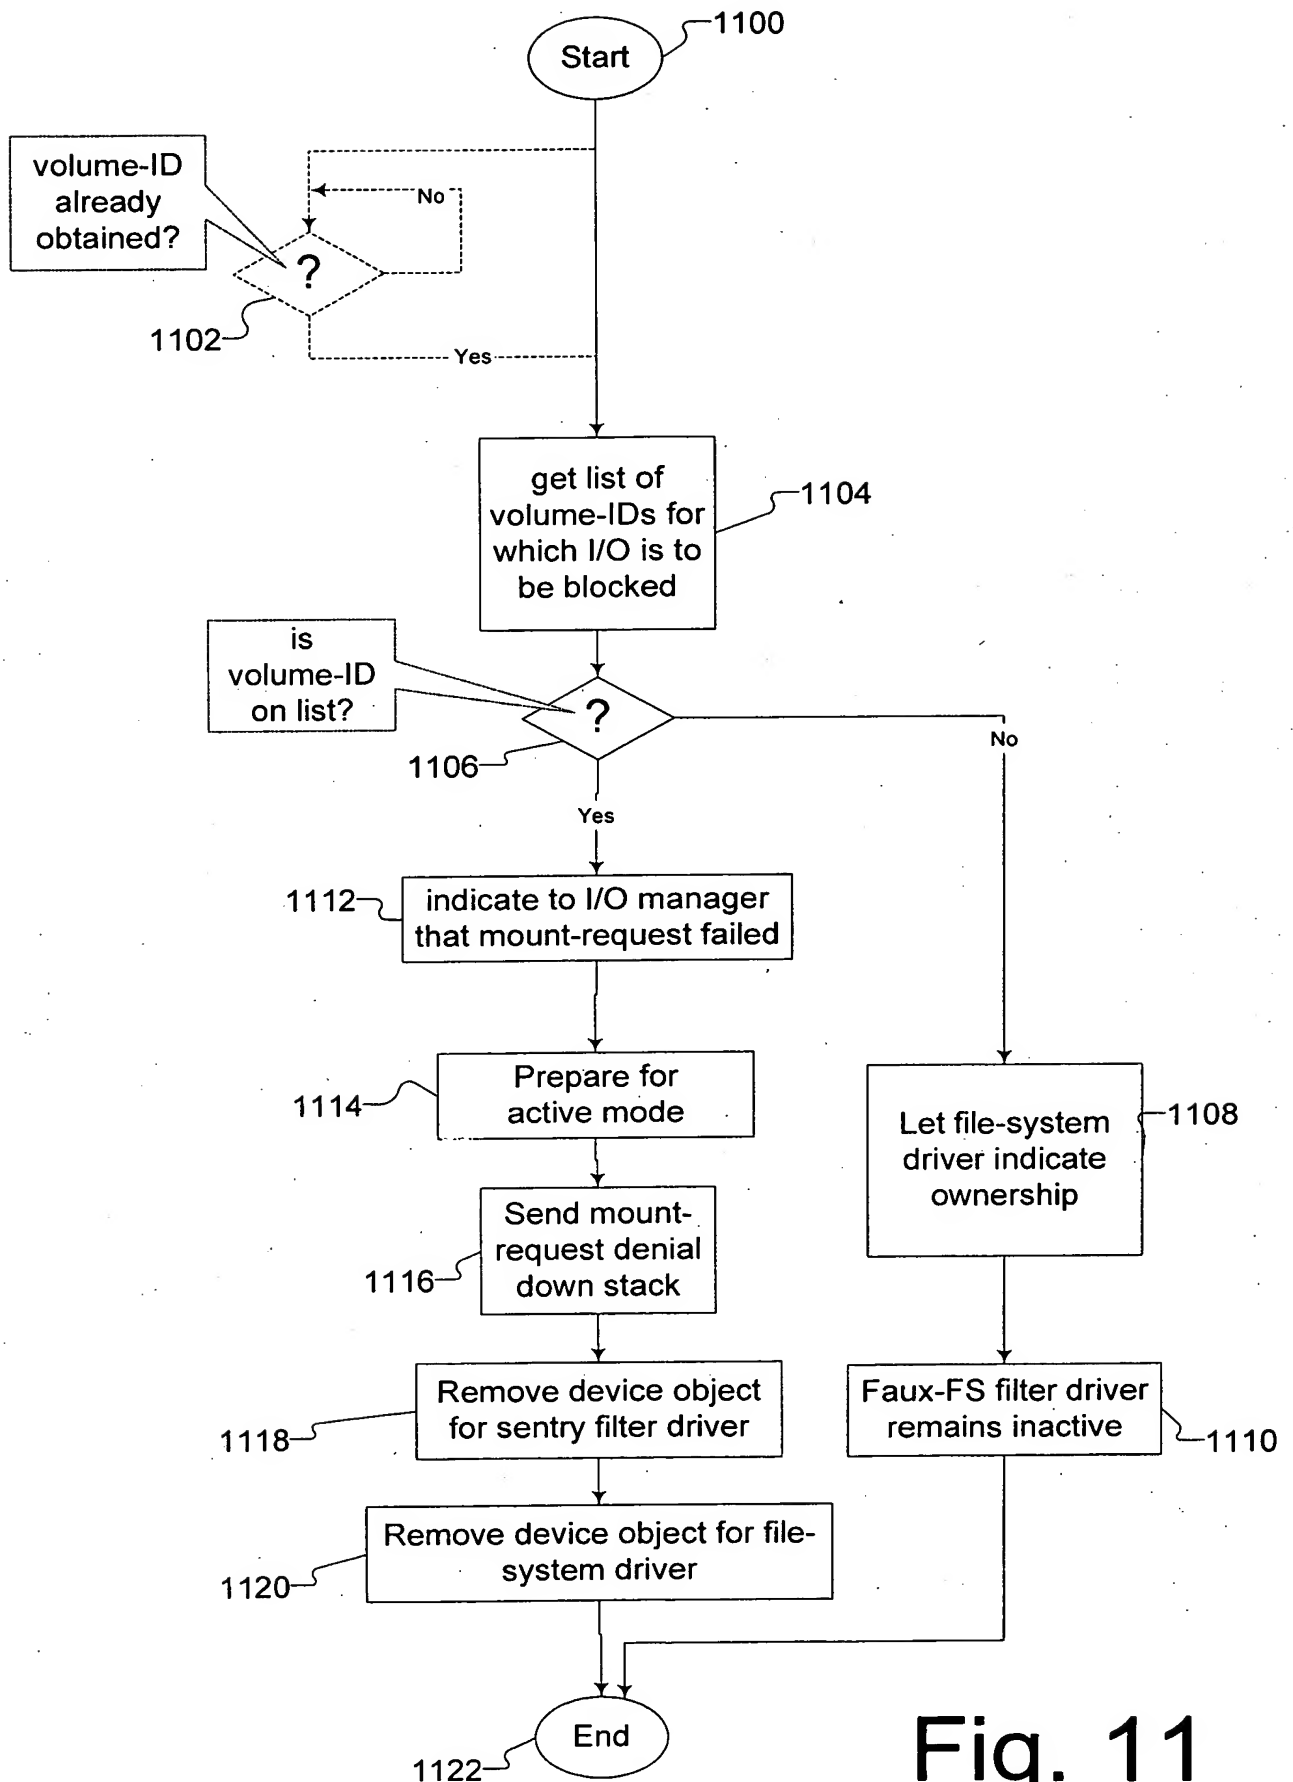 1100
Start
volume-ID
already
obtained?
No
?
1102
Yes
get list of
volume-IDs for
which I/O is to
be blocked
1104
is
volume-ID
on list?
?
1106
No
Yes
1112
indicate to I/O manager
that mount-request failed
1114
Prepare for
active mode
Let file-system
driver indicate
ownership
1108
Send mount-
request denial
down stack
1116
Remove device object
for sentry filter driver
1118
Faux-FS filter driver
remains inactive
1110
Remove device object for file-
system driver
1120
End
1122
Fig. 11